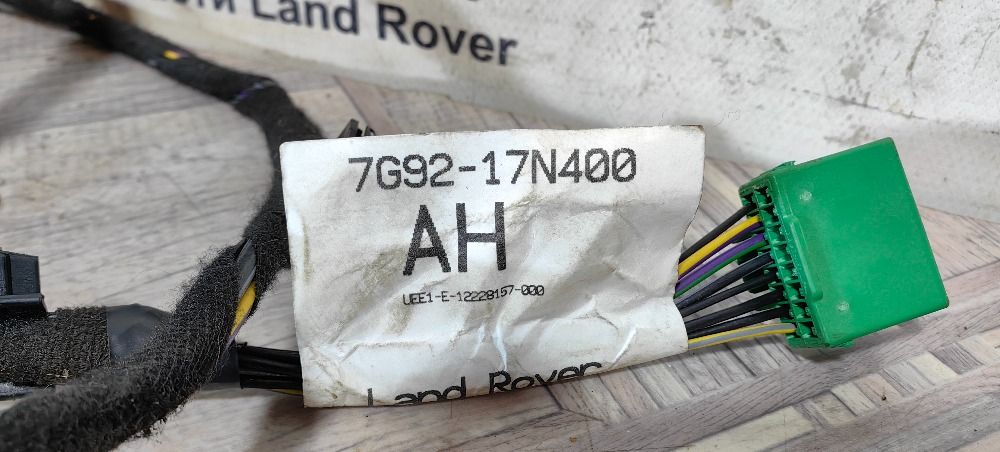 Land Rover
7G92-17N400
AH
UEE1-E-12228157-000
Land Rover